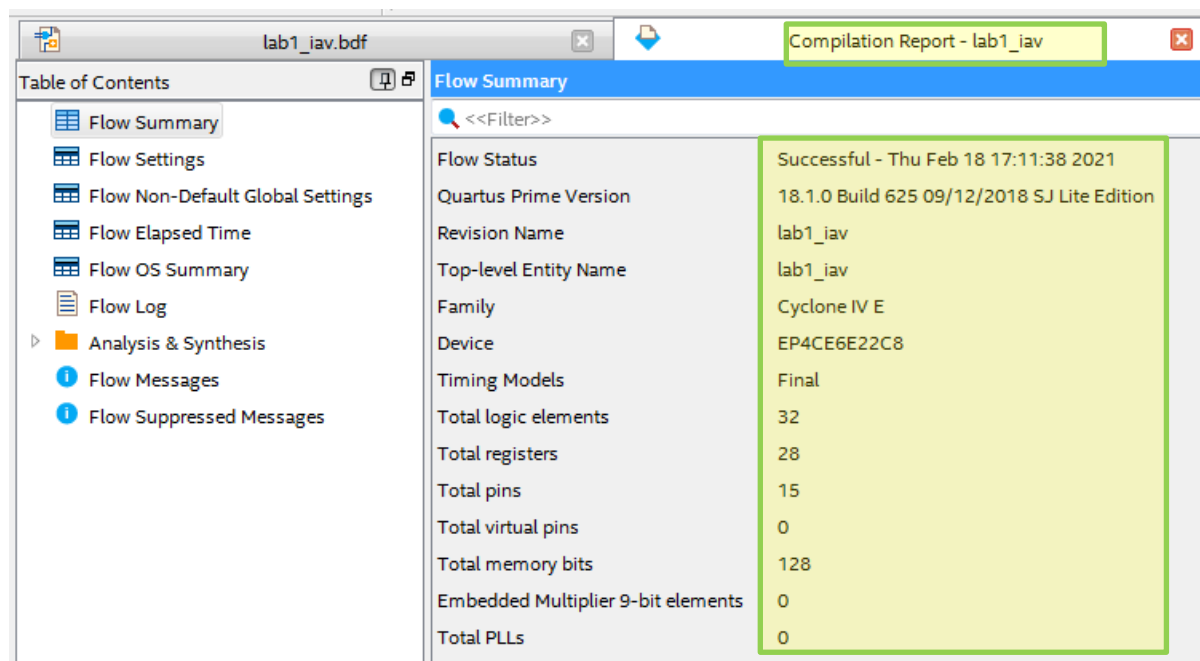 lab1_iav.bdf
Compilation Report - lab1_iav
Table of Contents
Flow Summary
Flow Settings
Flow Non-Default Global Settings
Flow Elapsed Time
Flow OS Summary
Flow Log
Analysis & Synthesis
Flow Messages
Flow Suppressed Messages
Flow Summary
<<Filter>>
Flow Status Successful - Thu Feb 18 17:11:38 2021
Quartus Prime Version 18.1.0 Build 625 09/12/2018 SJ Lite Edition
Revision Name lab1_iav
Top-level Entity Name lab1_iav
Family Cyclone IV E
Device EP4CE6E22C8
Timing Models Final
Total logic elements 32
Total registers 28
Total pins 15
Total virtual pins 0
Total memory bits 128
Embedded Multiplier 9-bit elements 0
Total PLLs 0